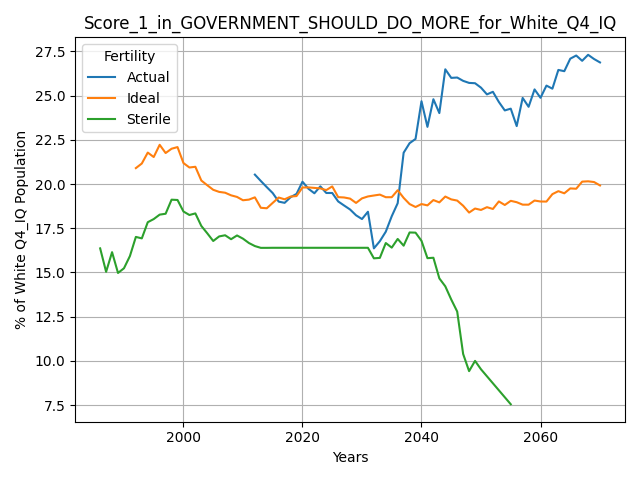 Score_1_in_GOVERNMENT_SHOULD_DO_MORE_for_White_Q4_IQ
Fertility
Actual
Ideal
Sterile
% of White Q4_IQ Population
27.5
25.0
22.5
20.0
17.5
15.0
12.5
10.0
7.5
2000
2020
2040
2060
Years